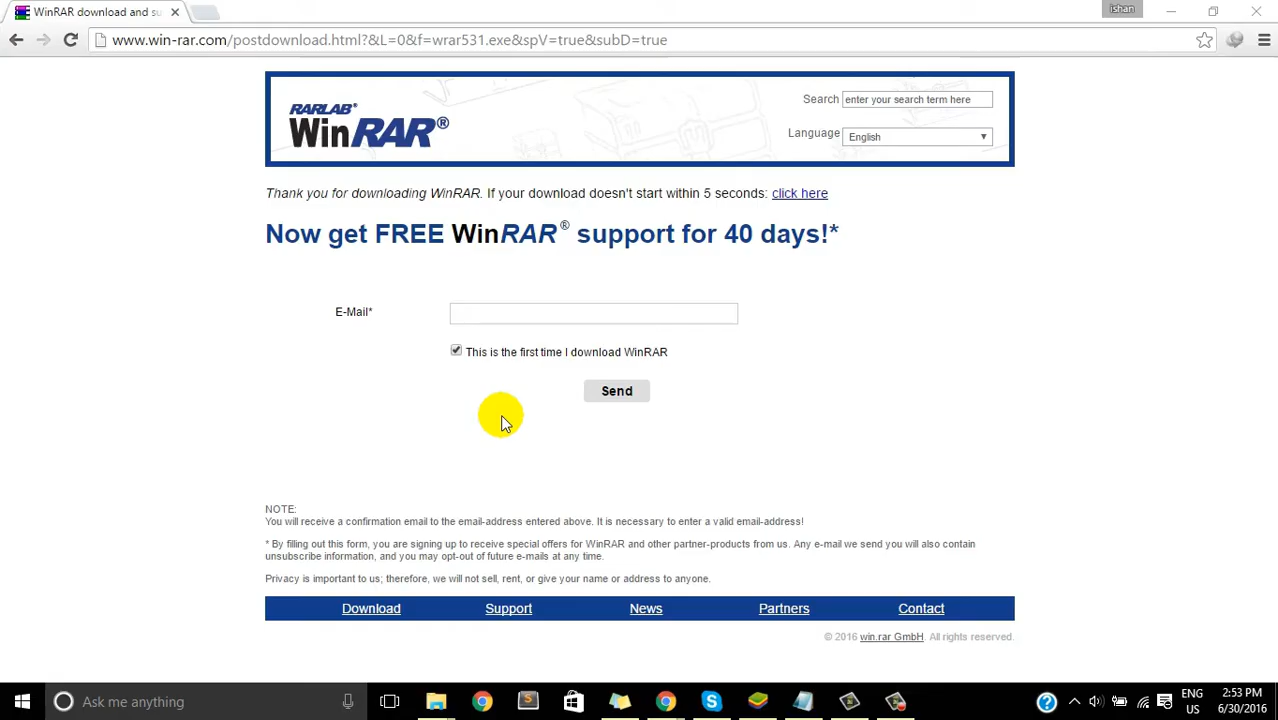 WinRAR download and su
ishan
www.win-rar.com/postdownload.html?&L=0&f=wrar531.exe&spV=true&subD=true
RARLAB®
WinRAR®
Search enter your search term here
Language English
Thank you for downloading WinRAR. If your download doesn't start within 5 seconds: click here
Now get FREE WinRAR® support for 40 days!*
E-Mail*
This is the first time I download WinRAR
Send
NOTE:
You will receive a confirmation email to the email-address entered above. It is necessary to enter a valid email-address!
* By filling out this form, you are signing up to receive special offers for WinRAR and other partner-products from us. Any e-mail we send you will also contain
unsubscribe information, and you may opt-out of future e-mails at any time.
Privacy is important to us; therefore, we will not sell, rent, or give your name or address to anyone.
Download Support News Partners Contact
© 2016 win.rar GmbH. All rights reserved.
Ask me anything
ENG 2:53 PM
US 6/30/2016